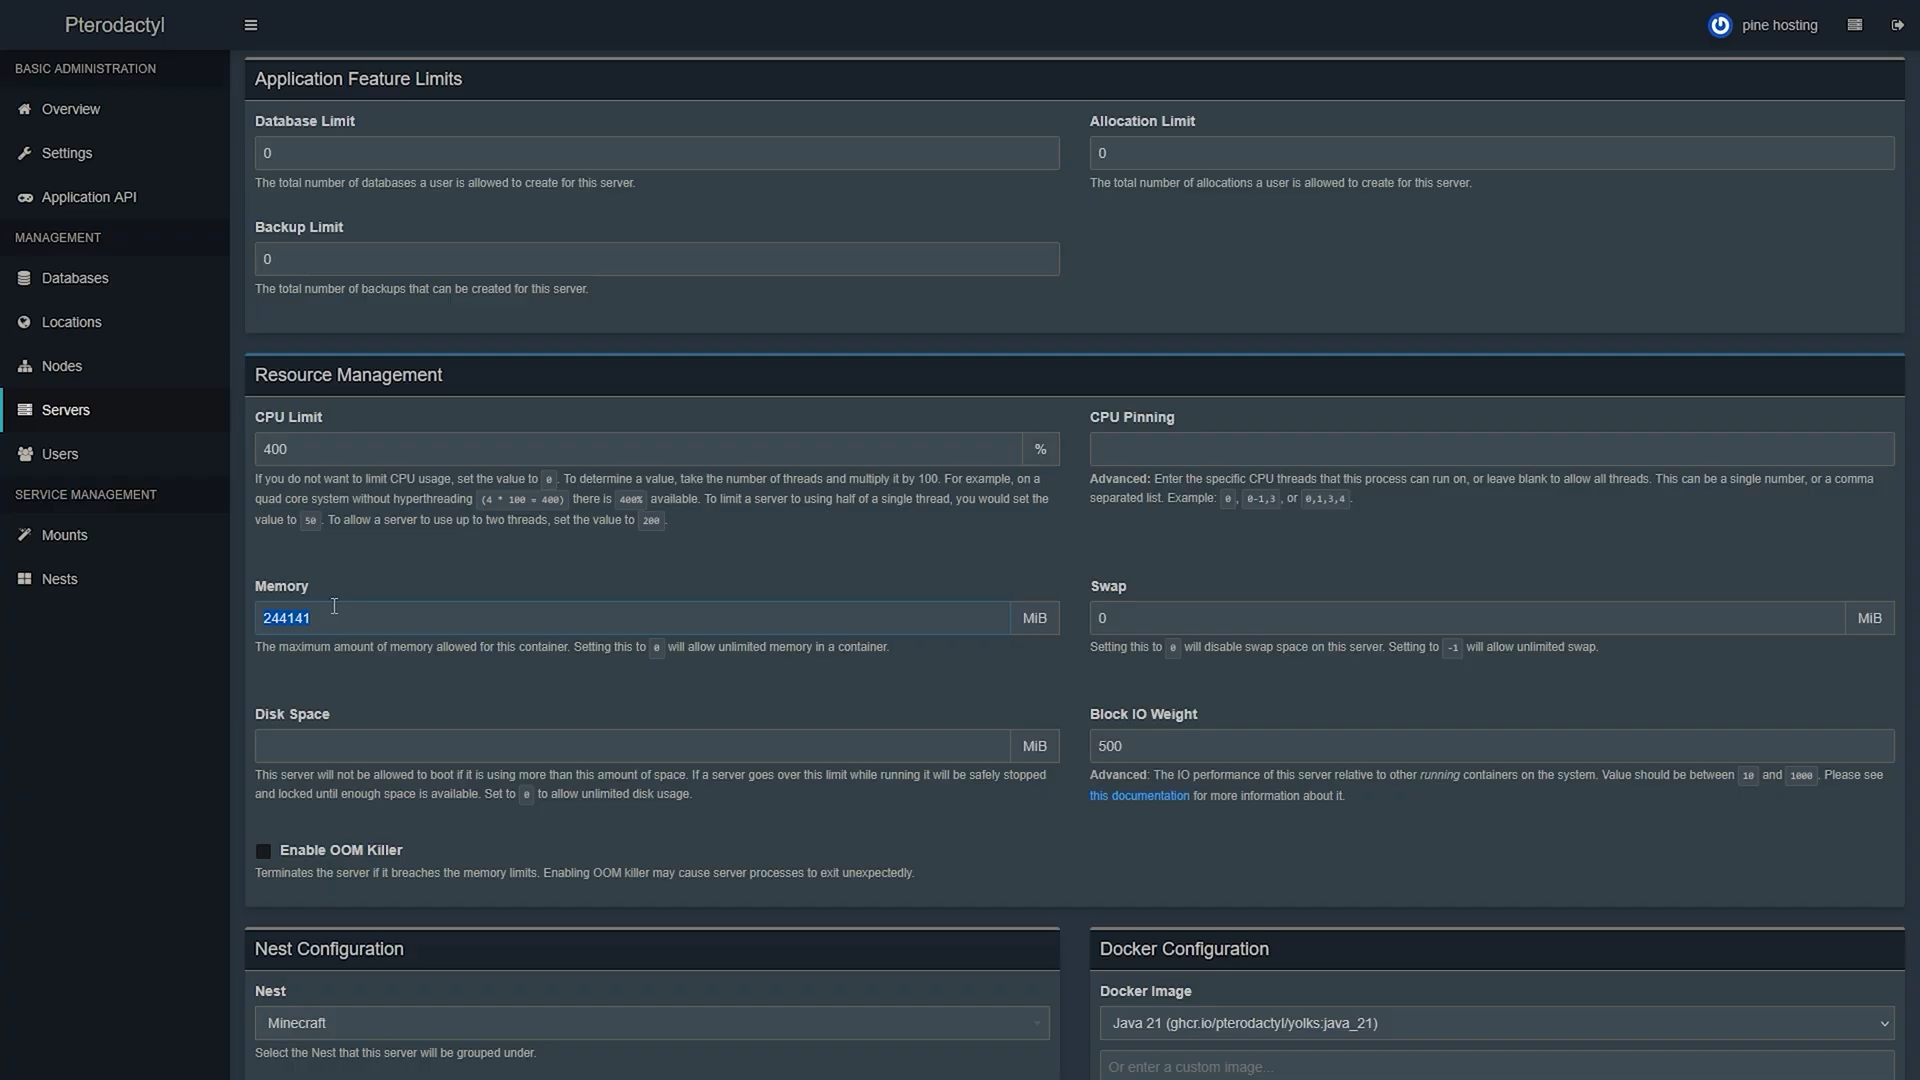 Pterodactyl
pine hosting
BASIC ADMINISTRATION
Overview
Settings
Application API
MANAGEMENT
Databases
Locations
Nodes
Servers
Users
SERVICE MANAGEMENT
Mounts
Nests
Application Feature Limits
Database Limit
0
The total number of databases a user is allowed to create for this server.
Allocation Limit
0
The total number of allocations a user is allowed to create for this server.
Backup Limit
0
The total number of backups that can be created for this server.
Resource Management
CPU Limit
400 %
If you do not want to limit CPU usage, set the value to 0 . To determine a value, take the number of threads and multiply it by 100. For example, on a
quad core system without hyperthreading (4 * 100 = 400) there is 400% available. To limit a server to using half of a single thread, you would set the
value to 50 . To allow a server to use up to two threads, set the value to 200 .
CPU Pinning
Advanced: Enter the specific CPU threads that this process can run on, or leave blank to allow all threads. This can be a single number, or a comma
separated list. Example: 0 , 0-1,3 , or 0,1,3,4 .
Memory
244141 MiB
The maximum amount of memory allowed for this container. Setting this to 0 will allow unlimited memory in a container.
Swap
0 MiB
Setting this to 0 will disable swap space on this server. Setting to -1 will allow unlimited swap.
Disk Space
MiB
This server will not be allowed to boot if it is using more than this amount of space. If a server goes over this limit while running it will be safely stopped
and locked until enough space is available. Set to 0 to allow unlimited disk usage.
Block IO Weight
500
Advanced: The IO performance of this server relative to other running containers on the system. Value should be between 10 and 1000 . Please see
this documentation for more information about it.
Enable OOM Killer
Terminates the server if it breaches the memory limits. Enabling OOM killer may cause server processes to exit unexpectedly.
Nest Configuration
Nest
Minecraft
Select the Nest that this server will be grouped under.
Docker Configuration
Docker Image
Java 21 (ghcr.io/pterodactyl/yolks:java_21)
Or enter a custom image...